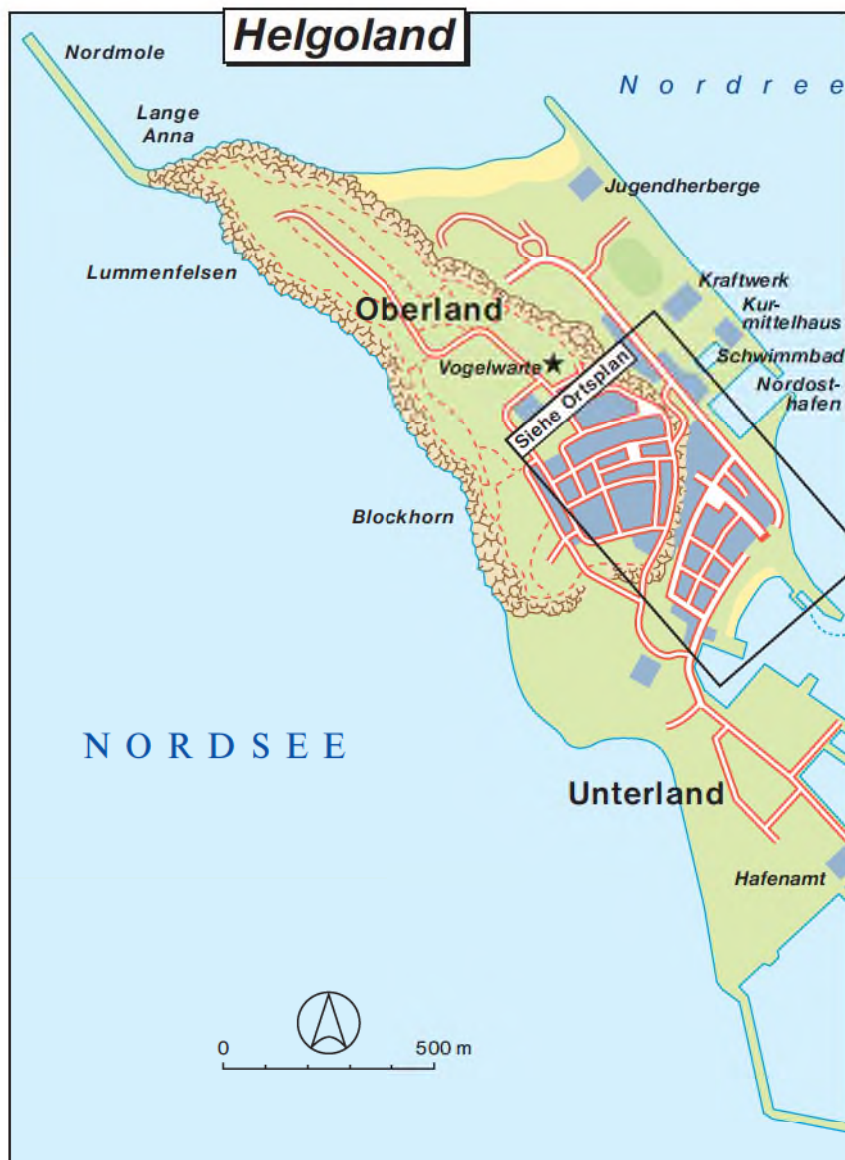 Helgoland
Nordmole
Nordree
Lange
Anna
Jugendherberge
Lummenfelsen
Kraftwerk
Oberland
Kur-
mittelhaus
Vogelwarte
Schwimmbad
Siehe Ortsplan
Nordost-
hafen
Blockhorn
NORDSEE
Unterland
Hafenamt
0 500 m